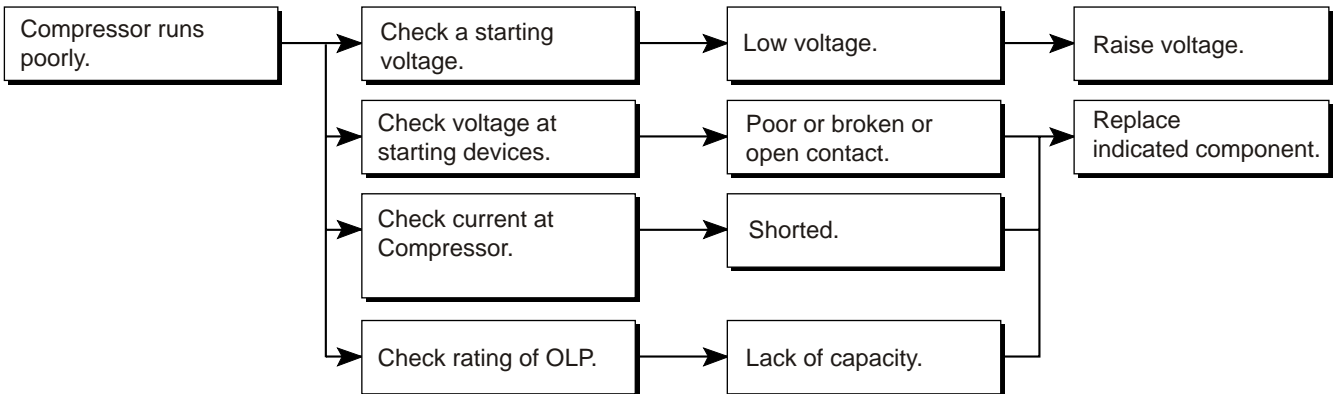 Compressor runs
poorly.
Check a starting
voltage.
Low voltage.
Raise voltage.
Check voltage at
starting devices.
Poor or broken or
open contact.
Replace
indicated component.
Check current at
Compressor.
Shorted.
Check rating of OLP.
Lack of capacity.